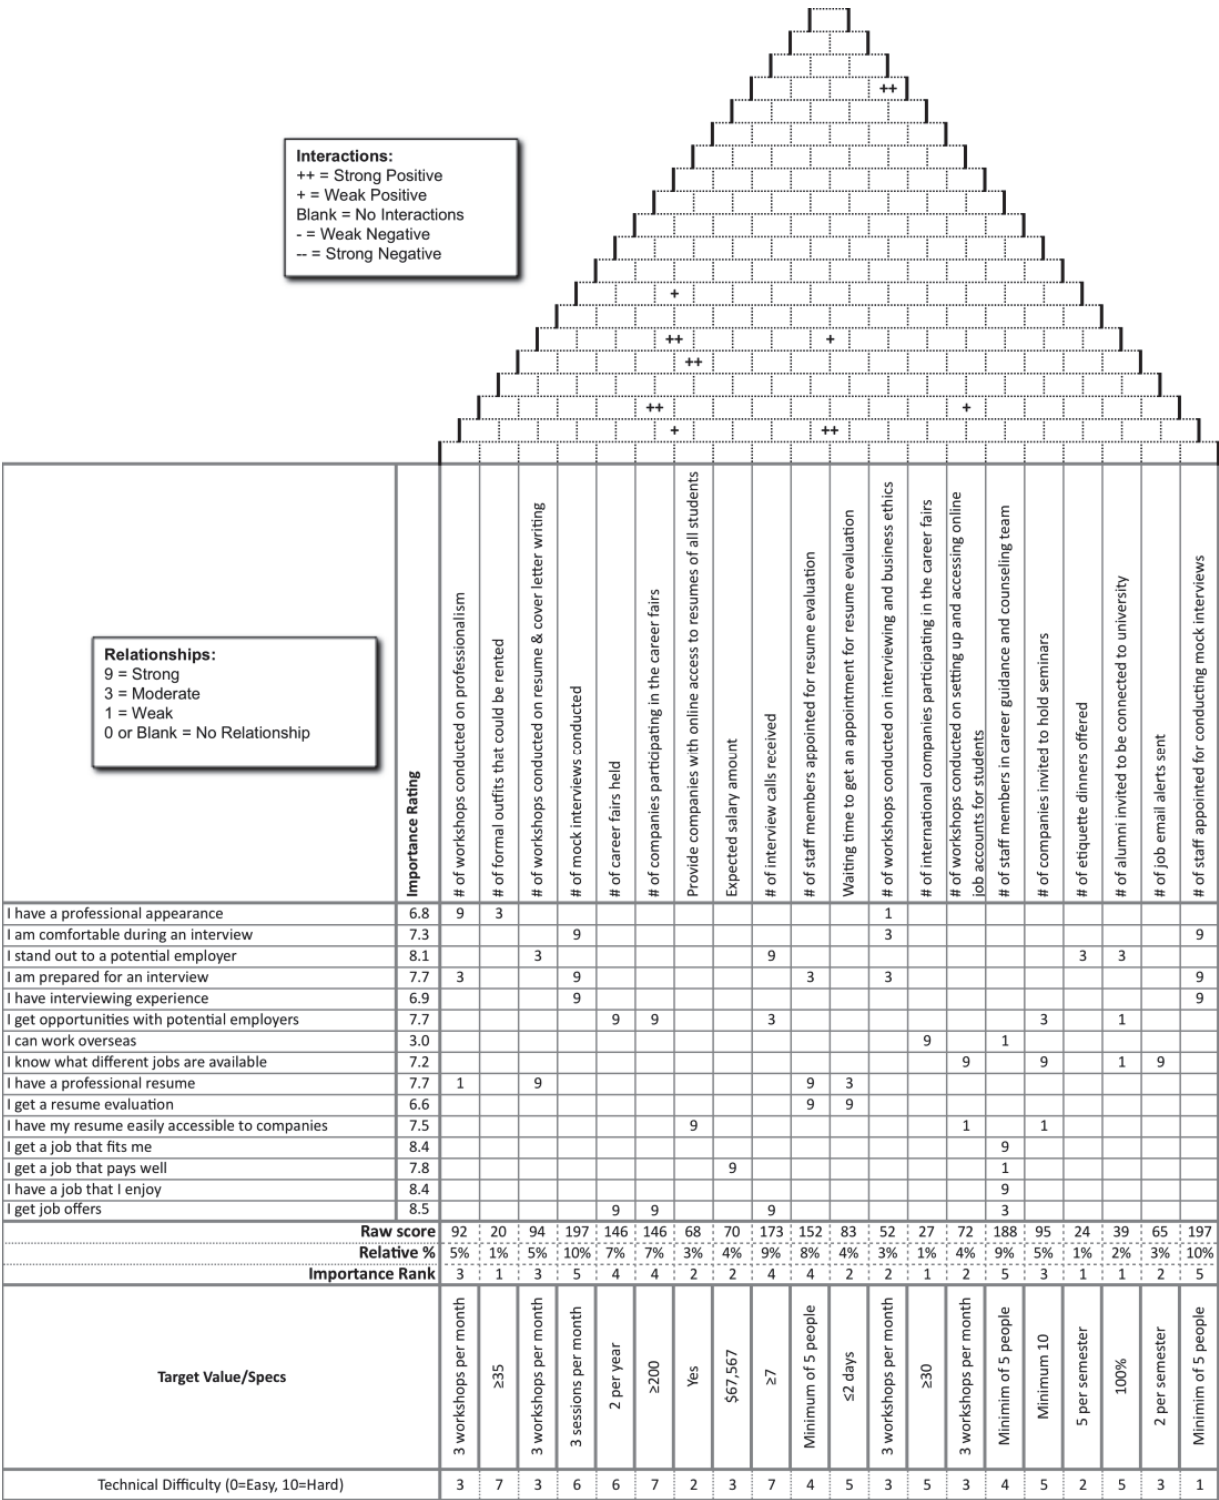 ++
Interactions:
++ = Strong Positive
+ = Weak Positive
Blank = No Interactions
- = Weak Negative
-- = Strong Negative
+
++ +
++
++ +
+ ++
Relationships:
9 = Strong
3 = Moderate
1 = Weak
0 or Blank = No Relationship
Importance Rating
# of workshops conducted on professionalism
# of formal outfits that could be rented
# of workshops conducted on resume & cover letter writing
# of mock interviews conducted
# of career fairs held
# of companies participating in the career fairs
Provide companies with online access to resumes of all students
Expected salary amount
# of interview calls received
# of staff members appointed for resume evaluation
Waiting time to get an appointment for resume evaluation
# of workshops conducted on interviewing and business ethics
# of international companies participating in the career fairs
# of workshops conducted on setting up and accessing online
job accounts for students
# of staff members in career guidance and counseling team
# of companies invited to hold seminars
# of etiquette dinners offered
# of alumni invited to be connected to university
# of job email alerts sent
# of staff appointed for conducting mock interviews
I have a professional appearance 6.8 9 3 1
I am comfortable during an interview 7.3 9 3 9
I stand out to a potential employer 8.1 3 9 3 3
I am prepared for an interview 7.7 3 9 3 3 9
I have interviewing experience 6.9 9 9
I get opportunities with potential employers 7.7 9 9 3 3 1
I can work overseas 3.0 9 1
I know what different jobs are available 7.2 9 9 1 9
I have a professional resume 7.7 1 9 9 3
I get a resume evaluation 6.6 9 9
I have my resume easily accessible to companies 7.5 9 1 1
I get a job that fits me 8.4 9
I get a job that pays well 7.8 9 1
I have a job that I enjoy 8.4 9
I get job offers 8.5 9 9 9 3
Raw score 92 20 94 197 146 146 68 70 173 152 83 52 27 72 188 95 24 39 65 197
Relative % 5% 1% 5% 10% 7% 7% 3% 4% 9% 8% 4% 3% 1% 4% 9% 5% 1% 2% 3% 10%
Importance Rank 3 1 3 5 4 4 2 2 4 4 2 2 1 2 5 3 1 1 2 5
Target Value/Specs
3 workshops per month
≥35
3 workshops per month
3 sessions per month
2 per year
≥200
Yes
$67,567
≥7
Minimum of 5 people
≤2 days
3 workshops per month
≥30
3 workshops per month
Minimim of 5 people
Minimum 10
5 per semester
100%
2 per semester
Minimim of 5 people
Technical Difficulty (0=Easy, 10=Hard) 3 7 3 6 6 7 2 3 7 4 5 3 5 3 4 5 2 5 3 1